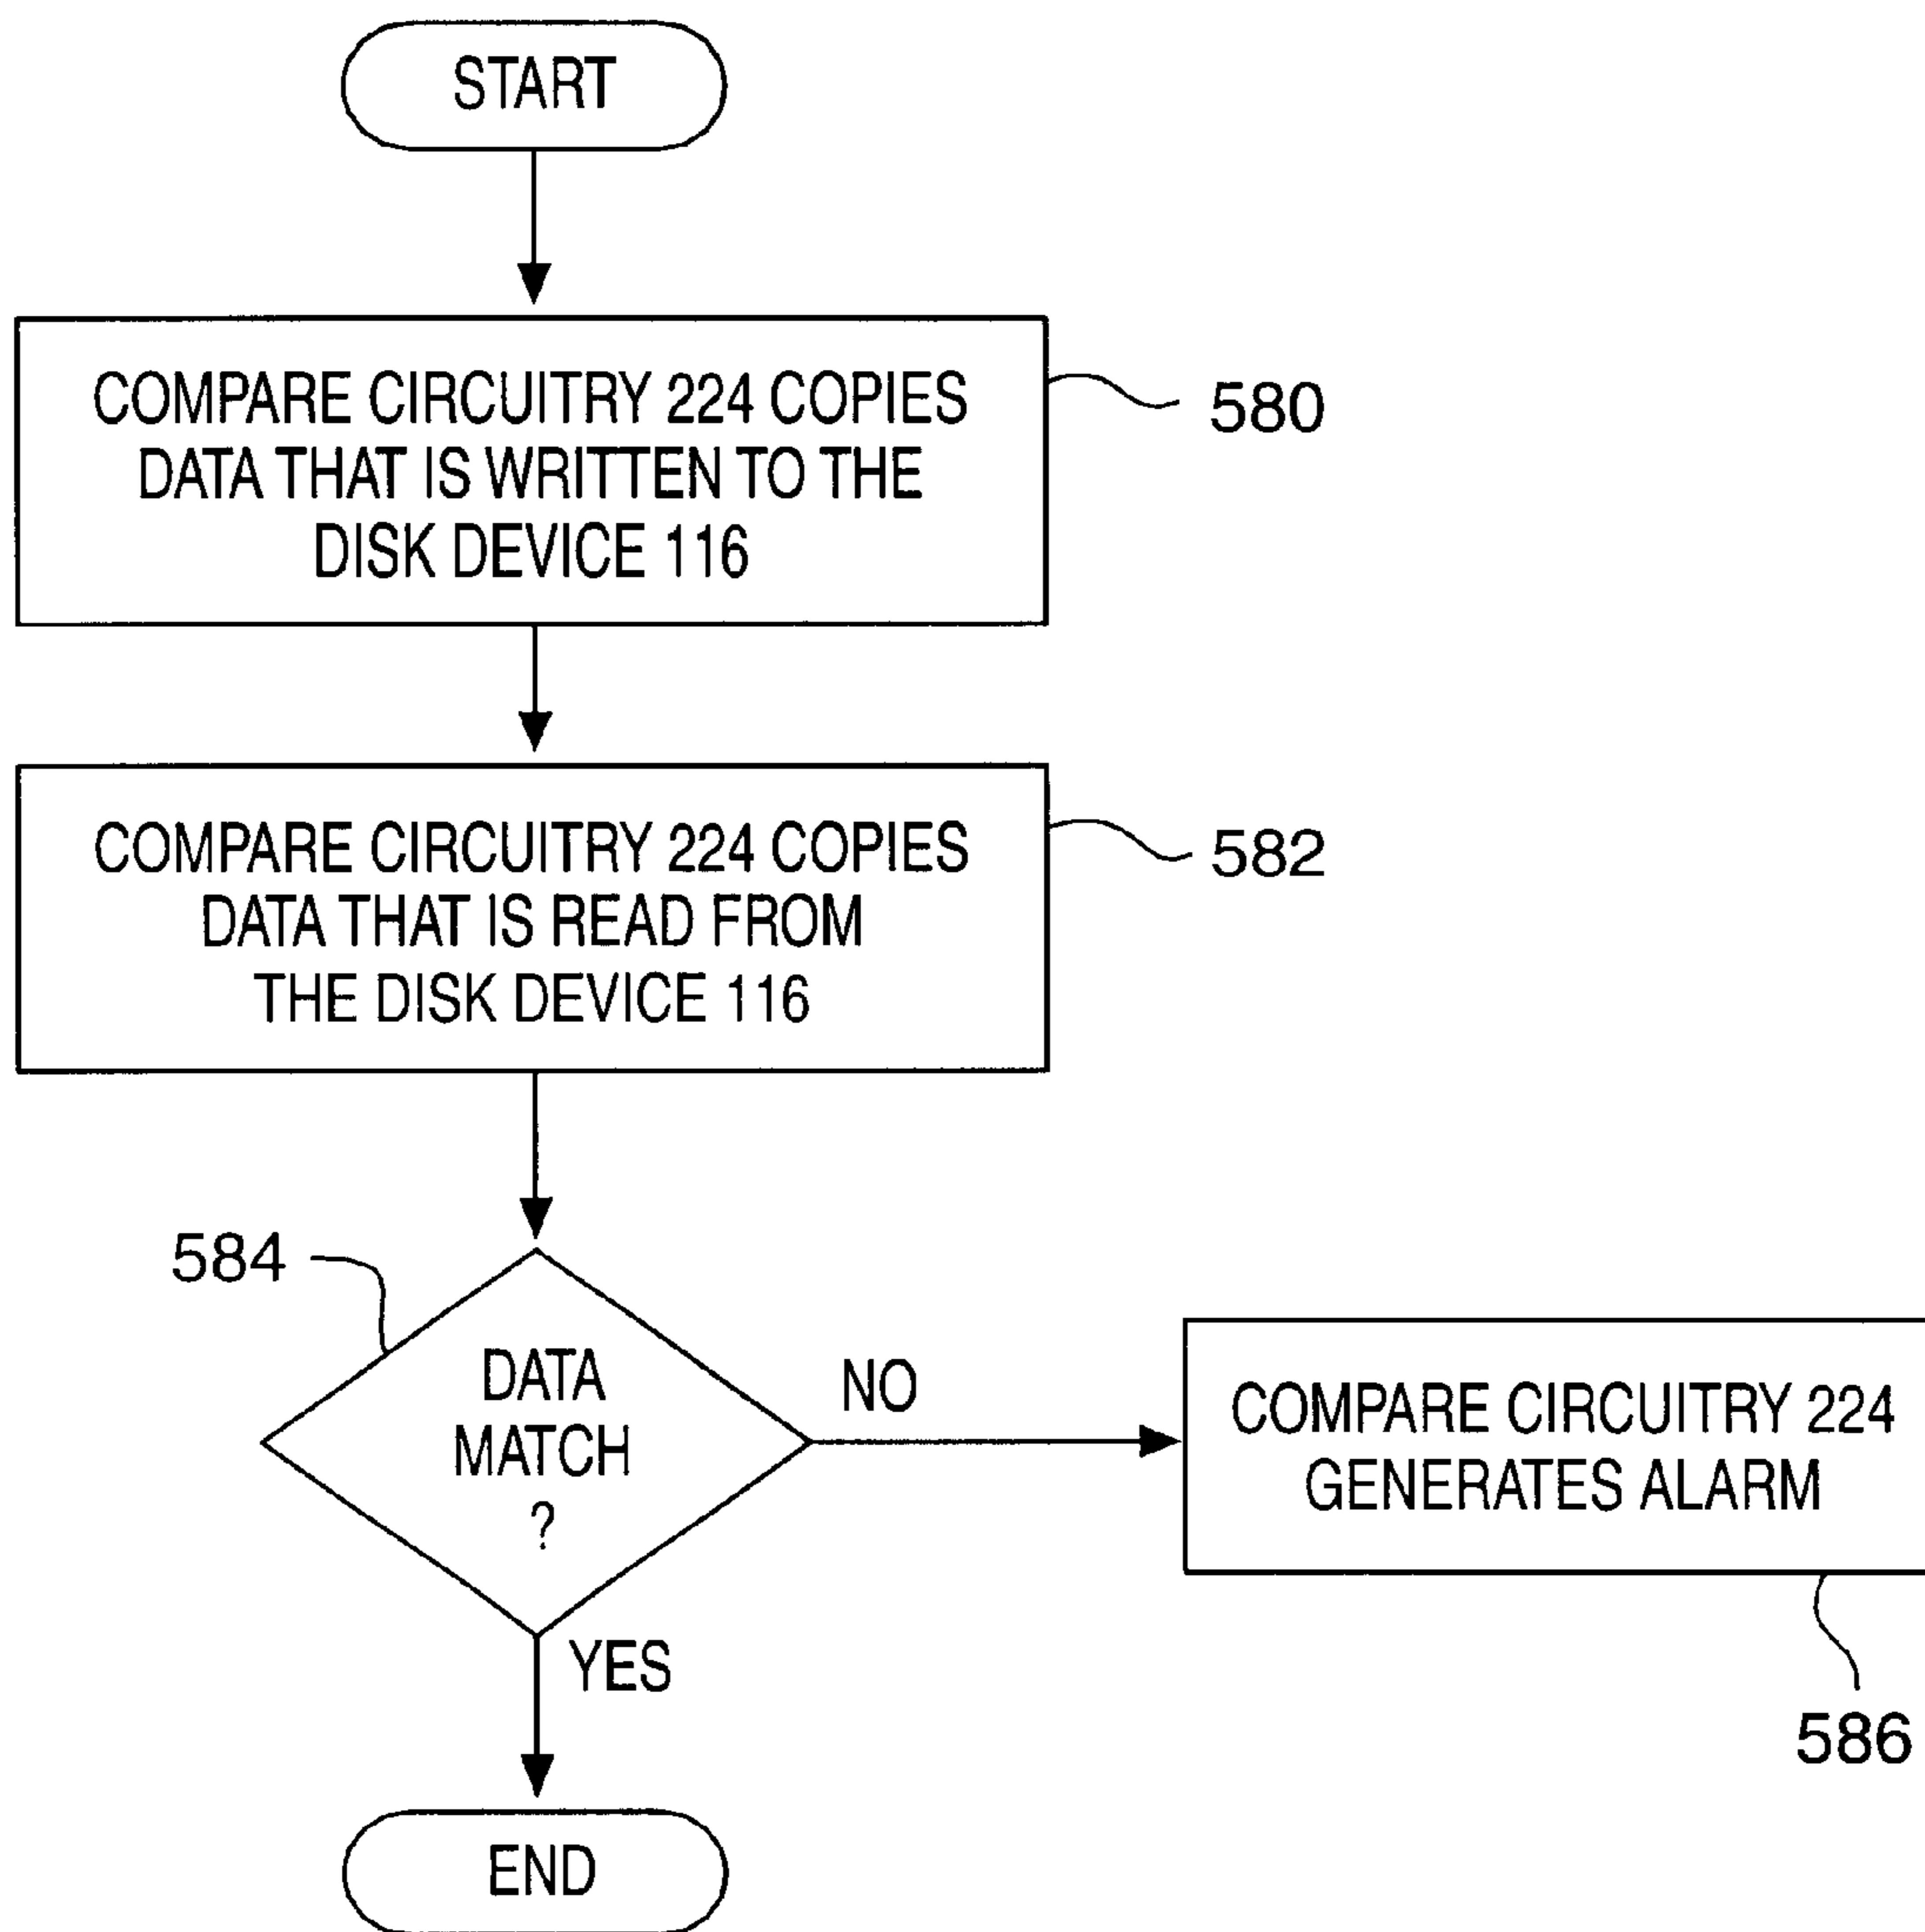 START
COMPARE CIRCUITRY 224 COPIES
DATA THAT IS WRITTEN TO THE
DISK DEVICE 116
580
COMPARE CIRCUITRY 224 COPIES
DATA THAT IS READ FROM
THE DISK DEVICE 116
582
584
DATA
MATCH
?
NO
COMPARE CIRCUITRY 224
GENERATES ALARM
586
YES
END